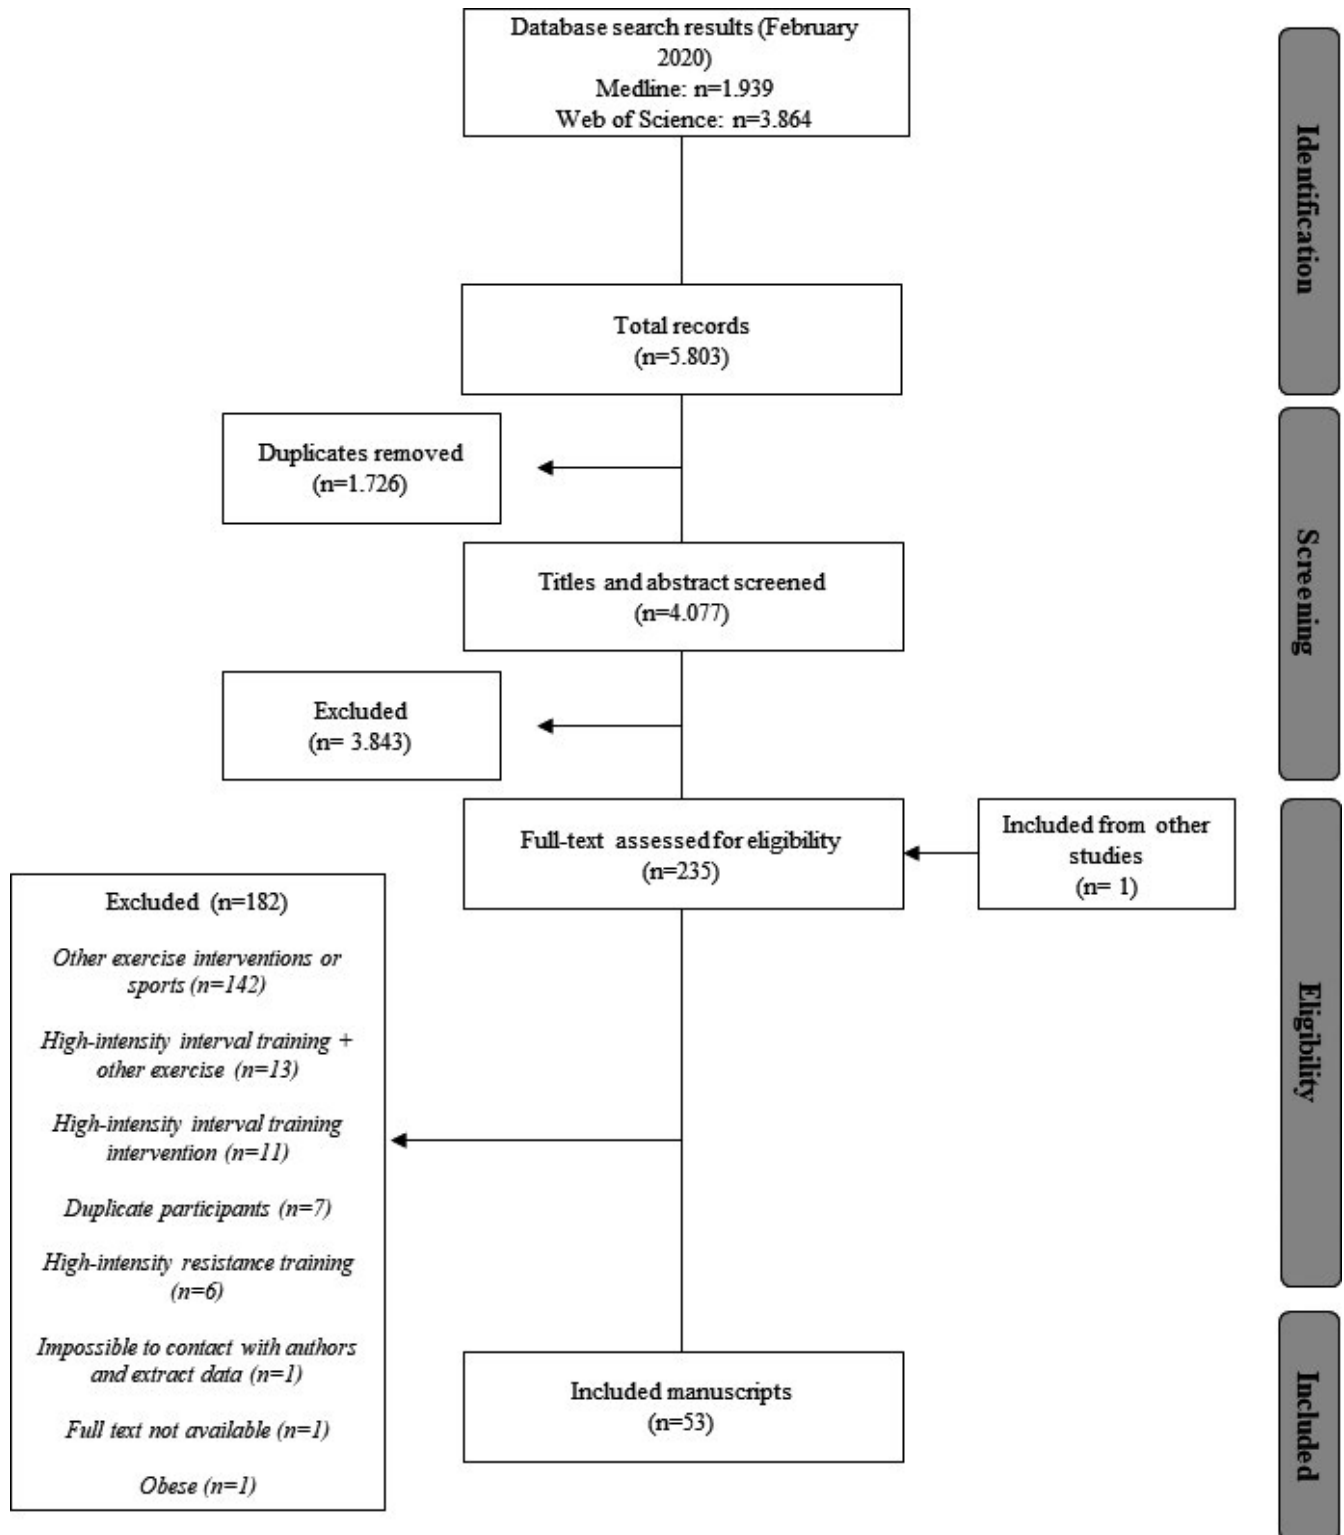 Database search results (February
2020)
Medline: n=1.939
Web of Science: n=3.864
Identification
Total records
(n=5.803)
Duplicates removed
(n=1.726)
Screening
Titles and abstract screened
(n=4.077)
Excluded
(n= 3.843)
Full-text assessed for eligibility
(n=235)
Included from other
studies
(n= 1)
Eligibility
Excluded (n=182)
Other exercise interventions or
sports (n=142)
High-intensity interval training +
other exercise (n=13)
High-intensity interval training
intervention (n=11)
Duplicate participants (n=7)
High-intensity resistance training
(n=6)
Impossible to contact with authors
and extract data (n=1)
Full text not available (n=1)
Obese (n=1)
Included manuscripts
(n=53)
Included